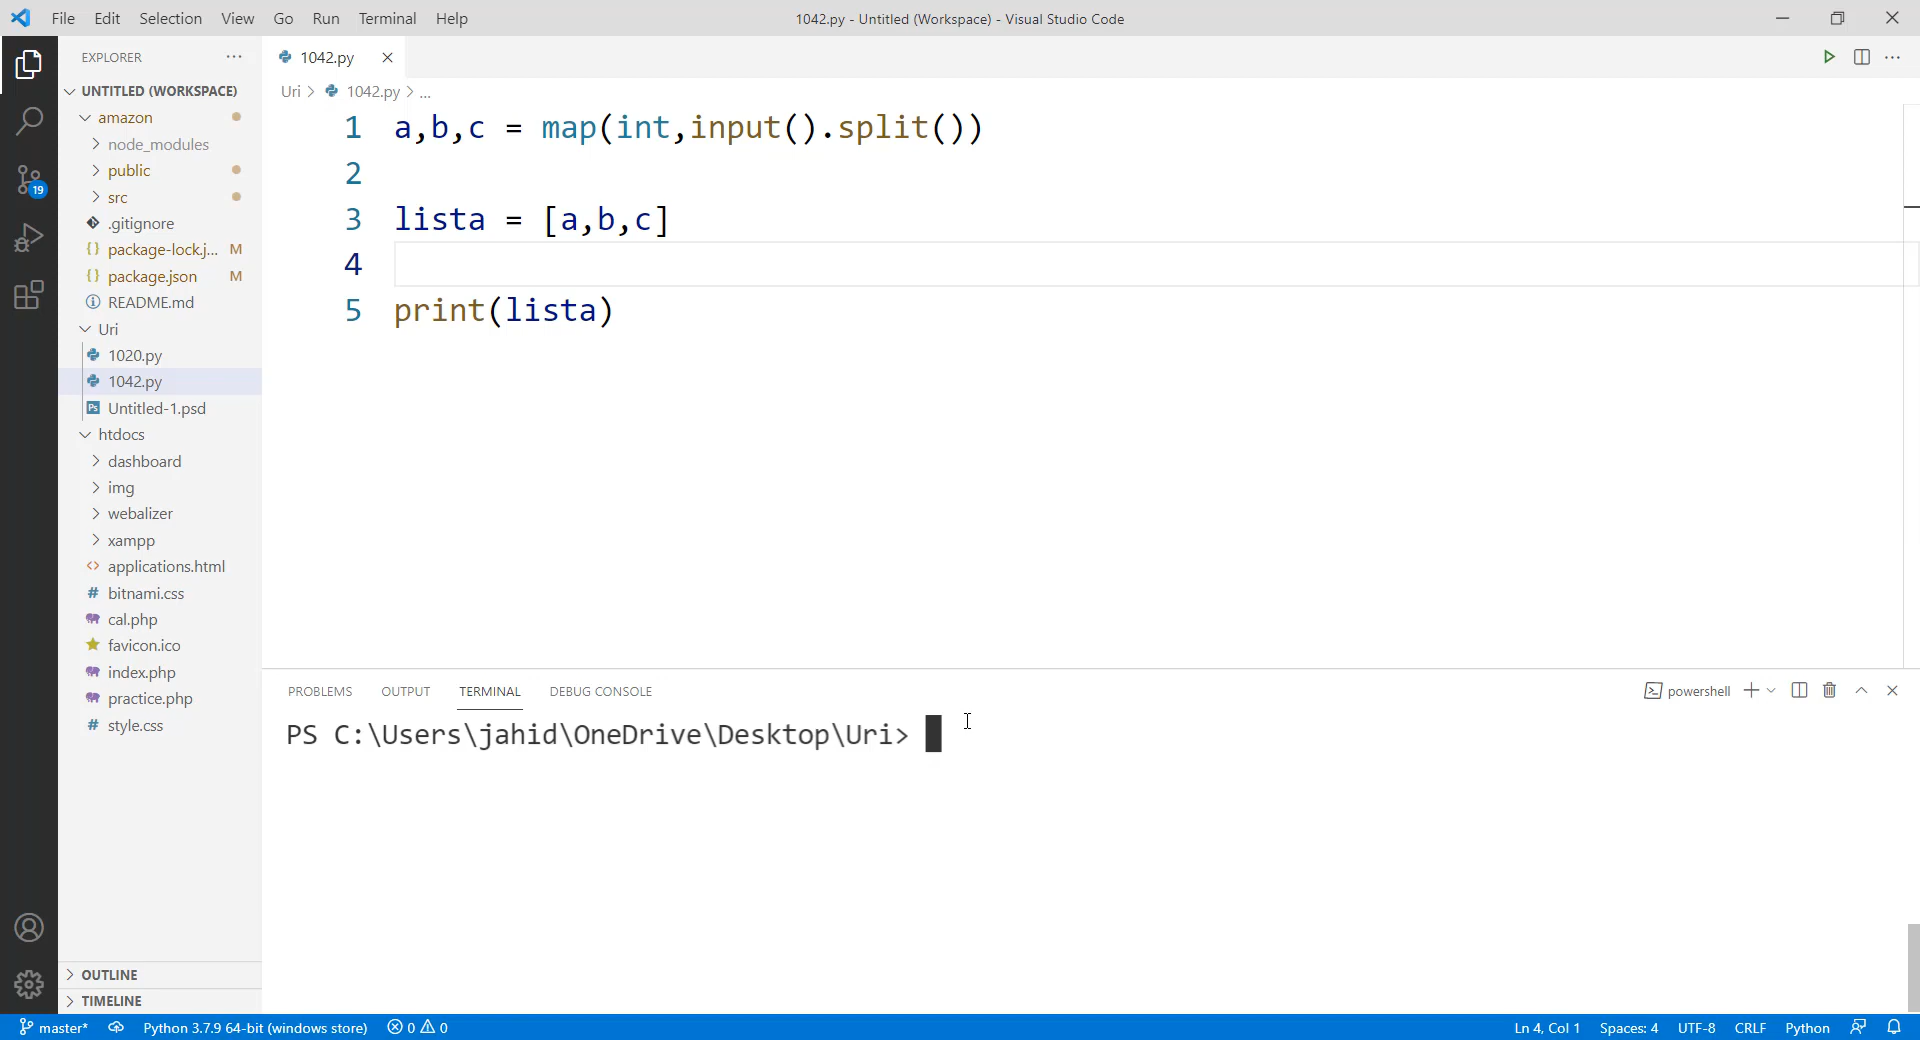 File Edit Selection View Go Run Terminal Help
1042.py - Untitled (Workspace) - Visual Studio Code
EXPLORER ···
UNTITLED (WORKSPACE)
amazon
node_modules
public
src
.gitignore
package-lock.j... M
package.json M
README.md
Uri
1020.py
1042.py
Untitled-1.psd
htdocs
dashboard
img
webalizer
xampp
applications.html
bitnami.css
cal.php
favicon.ico
index.php
practice.php
style.css
OUTLINE
TIMELINE
19
1042.py
Uri > 1042.py > ...
1 a,b,c = map(int,input().split())
2
3 lista = [a,b,c]
4
5 print(lista)
PROBLEMS OUTPUT TERMINAL DEBUG CONSOLE
powershell
PS C:\Users\jahid\OneDrive\Desktop\Uri>
master* Python 3.7.9 64-bit (windows store) 0 0
Ln 4, Col 1 Spaces: 4 UTF-8 CRLF Python